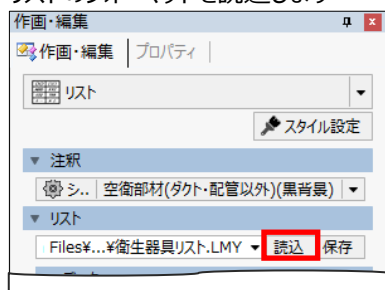 作画・編集
作画・編集 プロパティ
リスト
スタイル設定
▼ 注釈
シ.. 空衛部材(ダクト・配管以外)(黒背景)
▼ リスト
Files¥...¥衛生器具リスト.LMY 読込 保存